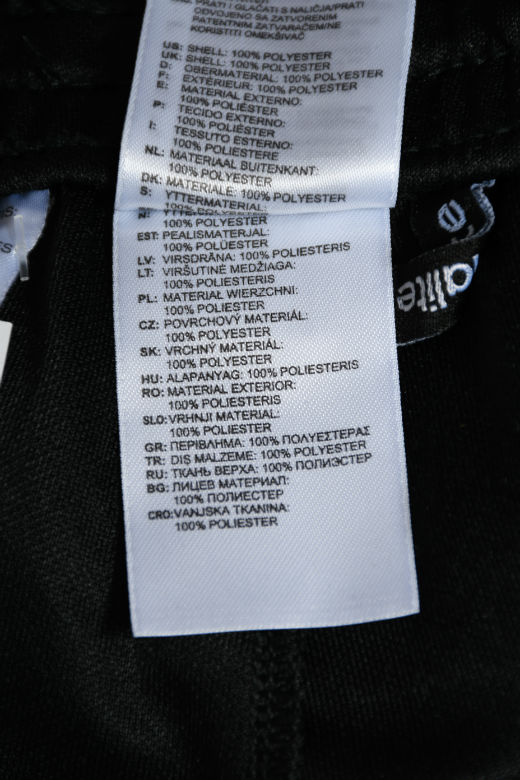 PRATI / GLAČATI S NALIČJA/PRATI
ODVOJENO SA ZATVORENIM
PATENTNIM ZATVARAČEM/NE
KORISTITI OMEKŠIVAČ
US: SHELL: 100% POLYESTER
UK: SHELL: 100% POLYESTER
D: OBERMATERIAL: 100% POLYESTER
F: EXTÉRIEUR: 100% POLYESTER
E: MATERIAL EXTERNO:
100% POLIÉSTER
P: TECIDO EXTERNO:
100% POLIÉSTER
I: TESSUTO ESTERNO:
100% POLIESTERE
NL: MATERIAAL BUITENKANT:
100% POLYESTER
DK: MATERIALE: 100% POLYESTER
S: YTTERMATERIAL:
100% POLYESTER
N:
100% POLYESTER
EST: PEALISMATERJAL:
100% POLÜESTER
LV: VIRSDRĀNA: 100% POLIESTERIS
LT: VIRŠUTINĖ MEDŽIAGA:
100% POLIESTERIS
PL: MATERIAŁ WIERZCHNI:
100% POLIESTER
CZ: POVRCHOVÝ MATERIÁL:
100% POLYESTER
SK: VRCHNÝ MATERIÁL:
100% POLYESTER
HU: ALAPANYAG: 100% POLIESTERIS
RO: MATERIAL EXTERIOR:
100% POLIESTERIS
SLO: VRHNJI MATERIAL:
100% POLIESTER
GR: ΠΕΡΙΒΛΗΜΑ: 100% ΠΟΛΥΕΣΤΕΡΑΣ
TR: DIŞ MALZEME: 100% POLYESTER
RU: ТКАНЬ ВЕРХА: 100% ПОЛИЭСТЕР
BG: ЛИЦЕВ МАТЕРИАЛ:
100% ПОЛИЕСТЕР
CRO: VANJSKA TKANINA:
100% POLIESTER
alite